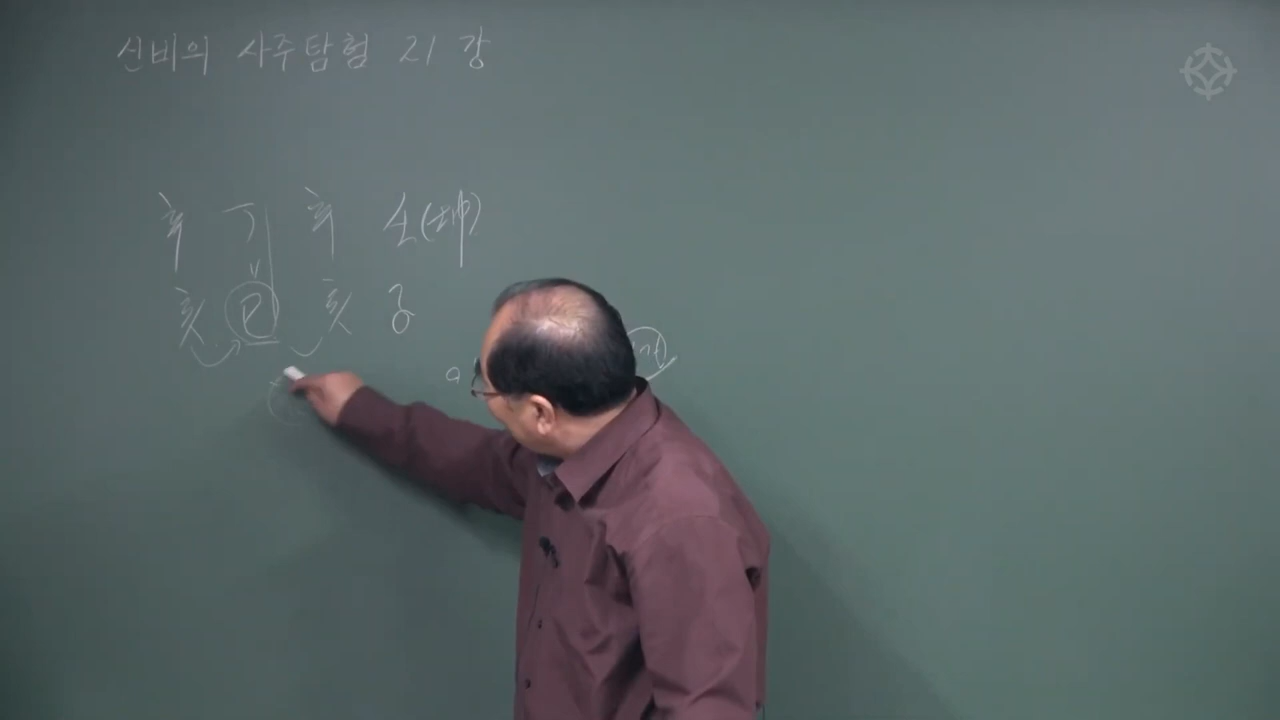 신비의 사주탐험 21강
辛 丁 辛 壬(坤)
亥 巳 亥 子